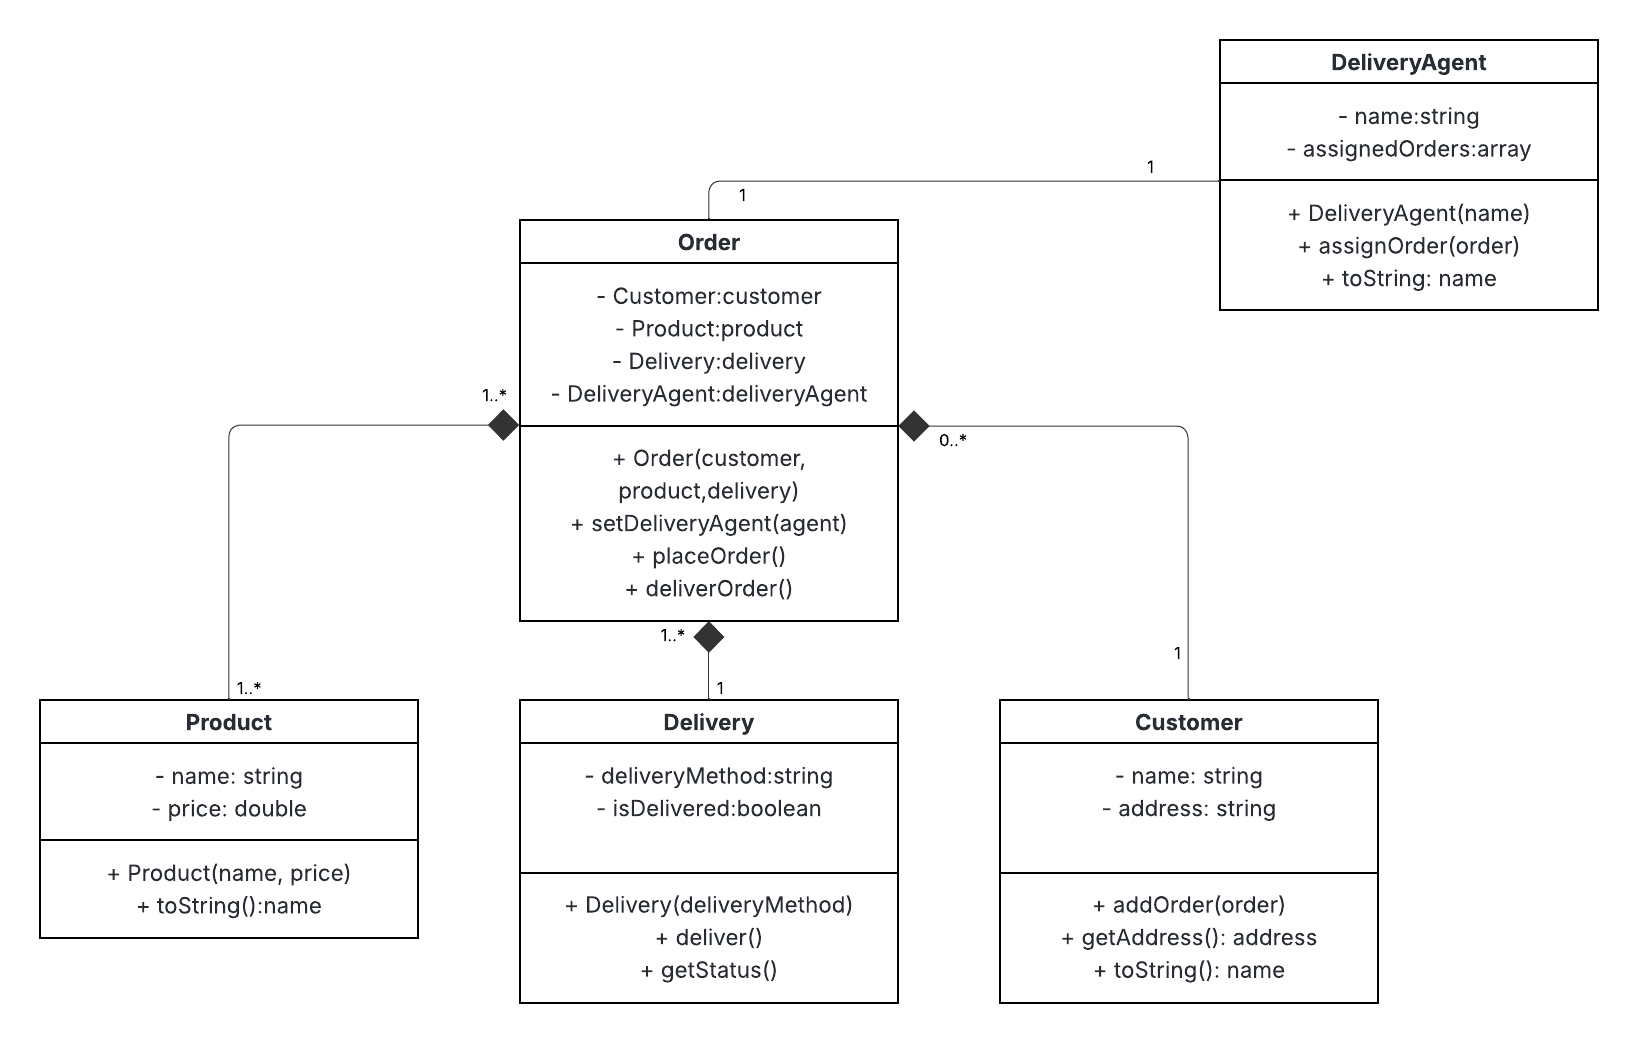 DeliveryAgent
- name:string
- assignedOrders:array
+ DeliveryAgent(name)
+ assignOrder(order)
+ toString: name
1
1
Order
- Customer:customer
- Product:product
- Delivery:delivery
- DeliveryAgent:deliveryAgent
+ Order(customer,
product,delivery)
+ setDeliveryAgent(agent)
+ placeOrder()
+ deliverOrder()
1..*
0..*
1..*
1..*
1
1
Product
- name: string
- price: double
+ Product(name, price)
+ toString():name
Delivery
- deliveryMethod:string
- isDelivered:boolean
+ Delivery(deliveryMethod)
+ deliver()
+ getStatus()
Customer
- name: string
- address: string
+ addOrder(order)
+ getAddress(): address
+ toString(): name